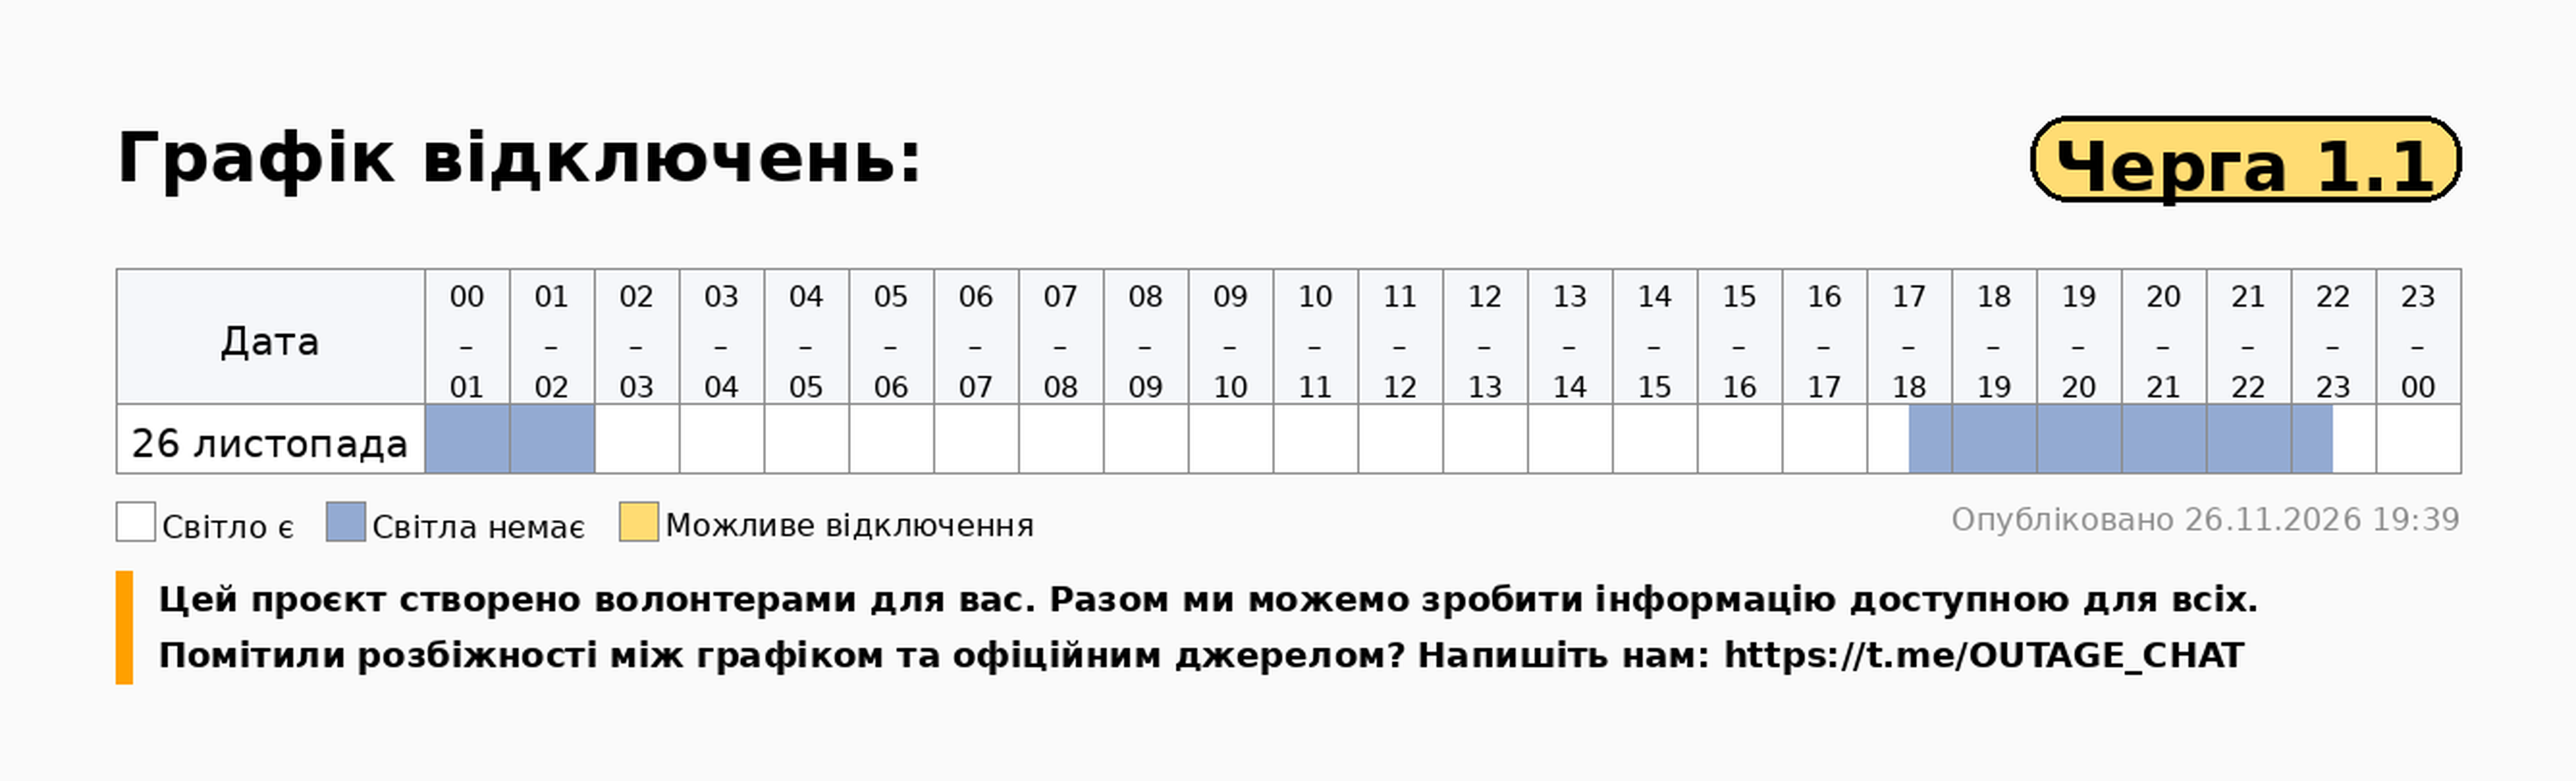 Графік відключень:
Черга 1.1
Дата
00 – 01
01 – 02
02 – 03
03 – 04
04 – 05
05 – 06
06 – 07
07 – 08
08 – 09
09 – 10
10 – 11
11 – 12
12 – 13
13 – 14
14 – 15
15 – 16
16 – 17
17 – 18
18 – 19
19 – 20
20 – 21
21 – 22
22 – 23
23 – 00
26 листопада
Світло є
Світла немає
Можливе відключення
Опубліковано 26.11.2026 19:39
Цей проєкт створено волонтерами для вас. Разом ми можемо зробити інформацію доступною для всіх.
Помітили розбіжності між графіком та офіційним джерелом? Напишіть нам: https://t.me/OUTAGE_CHAT